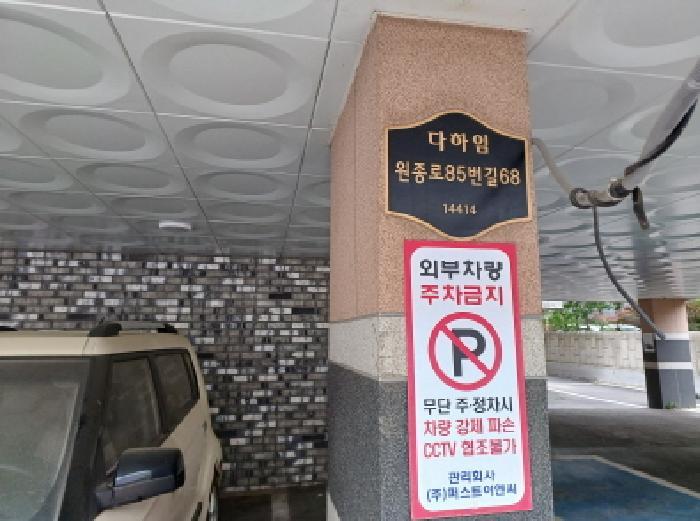 다하임
원종로85번길68
14414
외부차량
주차금지
P
무단 주·정차시
차량 강제 파손
CCTV 협조불가
관리회사
(주)퍼스트이앤씨